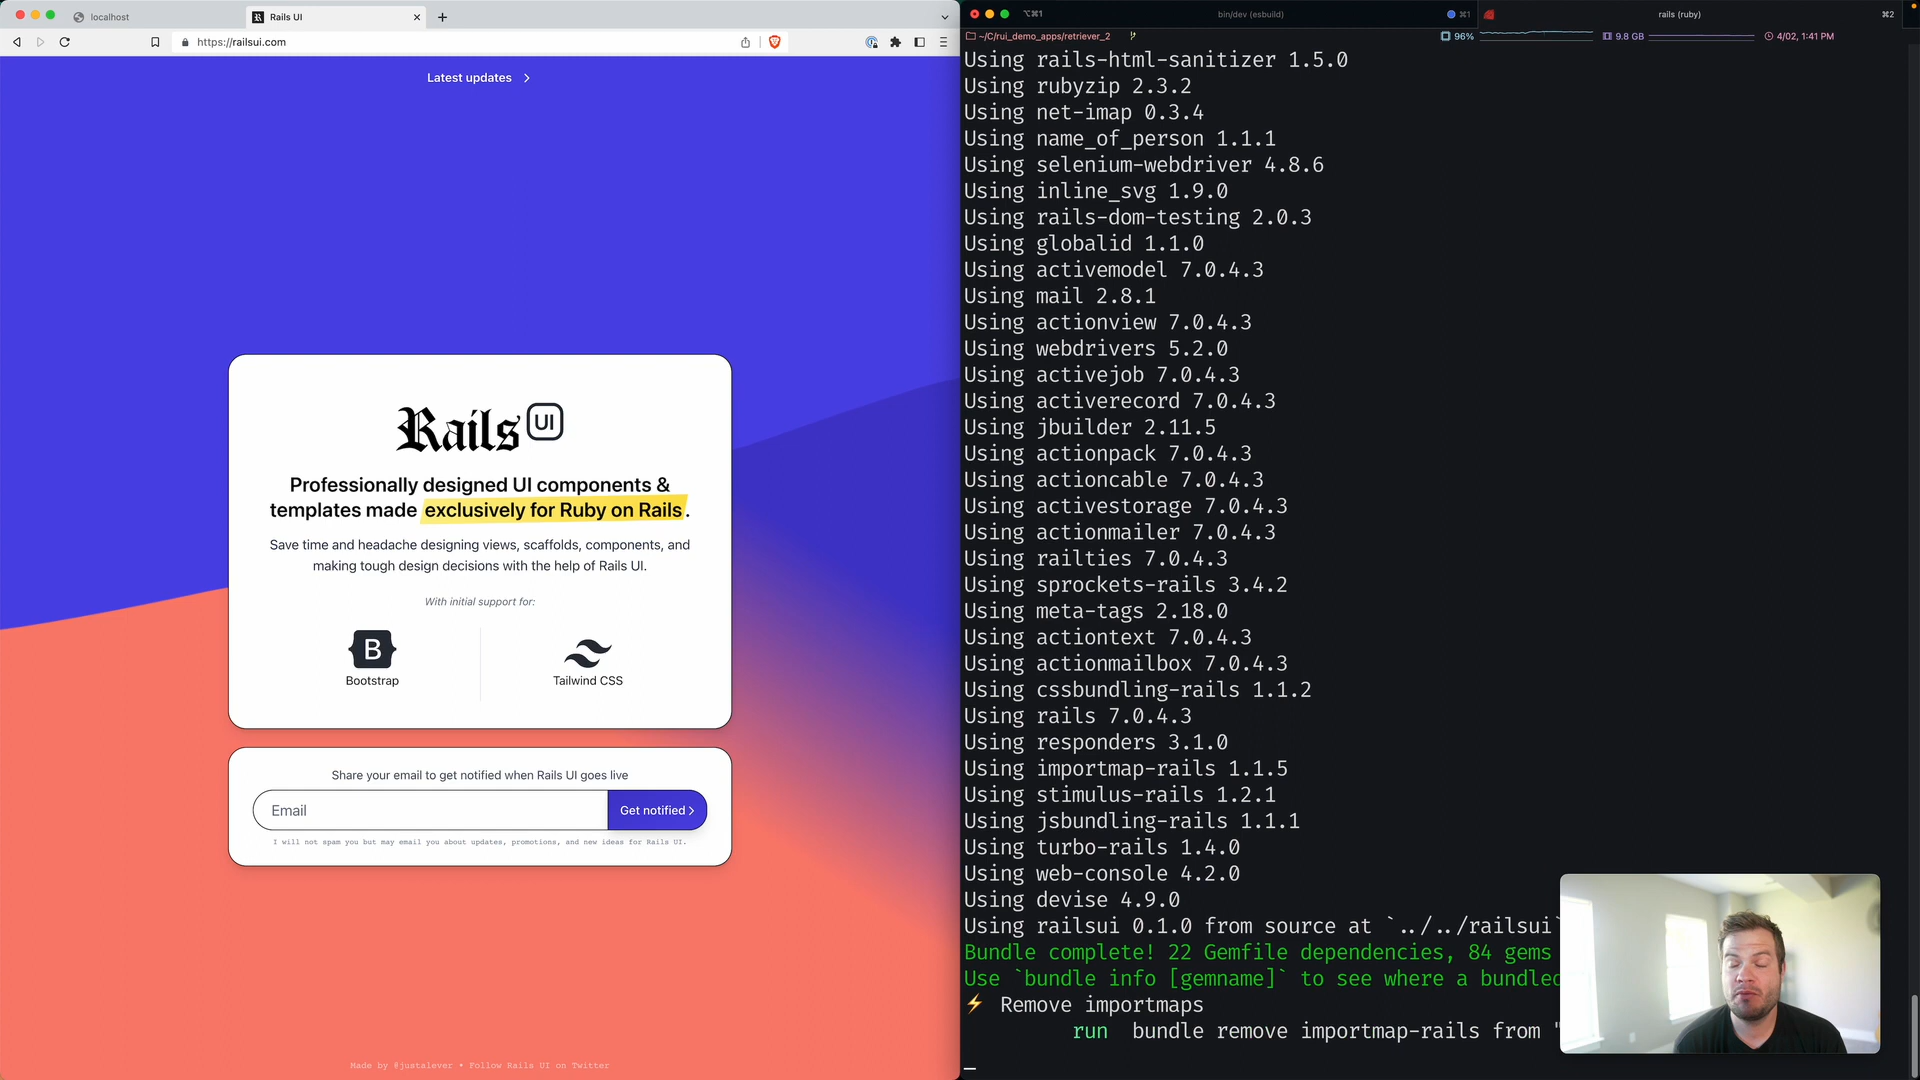 localhost
Rails UI
https://railsui.com
Latest updates
Rails UI
Professionally designed UI components &
templates made exclusively for Ruby on Rails.
Save time and headache designing views, scaffolds, components, and
making tough design decisions with the help of Rails UI.
With initial support for:
B
Bootstrap
Tailwind CSS
Share your email to get notified when Rails UI goes live
Email
Get notified
I will not spam you but may email you about updates, promotions, and new ideas for Rails UI.
Made by @justalever • Follow Rails UI on Twitter
⌥⌘1
bin/dev (esbuild)
⌘1
rails (ruby)
⌘2
~/C/rui_demo_apps/retriever_2
96%
9.8 GB
4/02, 1:41 PM
Using rails-html-sanitizer 1.5.0
Using rubyzip 2.3.2
Using net-imap 0.3.4
Using name_of_person 1.1.1
Using selenium-webdriver 4.8.6
Using inline_svg 1.9.0
Using rails-dom-testing 2.0.3
Using globalid 1.1.0
Using activemodel 7.0.4.3
Using mail 2.8.1
Using actionview 7.0.4.3
Using webdrivers 5.2.0
Using activejob 7.0.4.3
Using activerecord 7.0.4.3
Using jbuilder 2.11.5
Using actionpack 7.0.4.3
Using actioncable 7.0.4.3
Using activestorage 7.0.4.3
Using actionmailer 7.0.4.3
Using railties 7.0.4.3
Using sprockets-rails 3.4.2
Using meta-tags 2.18.0
Using actiontext 7.0.4.3
Using actionmailbox 7.0.4.3
Using cssbundling-rails 1.1.2
Using rails 7.0.4.3
Using responders 3.1.0
Using importmap-rails 1.1.5
Using stimulus-rails 1.2.1
Using jsbundling-rails 1.1.1
Using turbo-rails 1.4.0
Using web-console 4.2.0
Using devise 4.9.0
Using railsui 0.1.0 from source at `../../railsui`
Bundle complete! 22 Gemfile dependencies, 84 gems
Use `bundle info [gemname]` to see where a bundled
⚡ Remove importmaps
run bundle remove importmap-rails from "